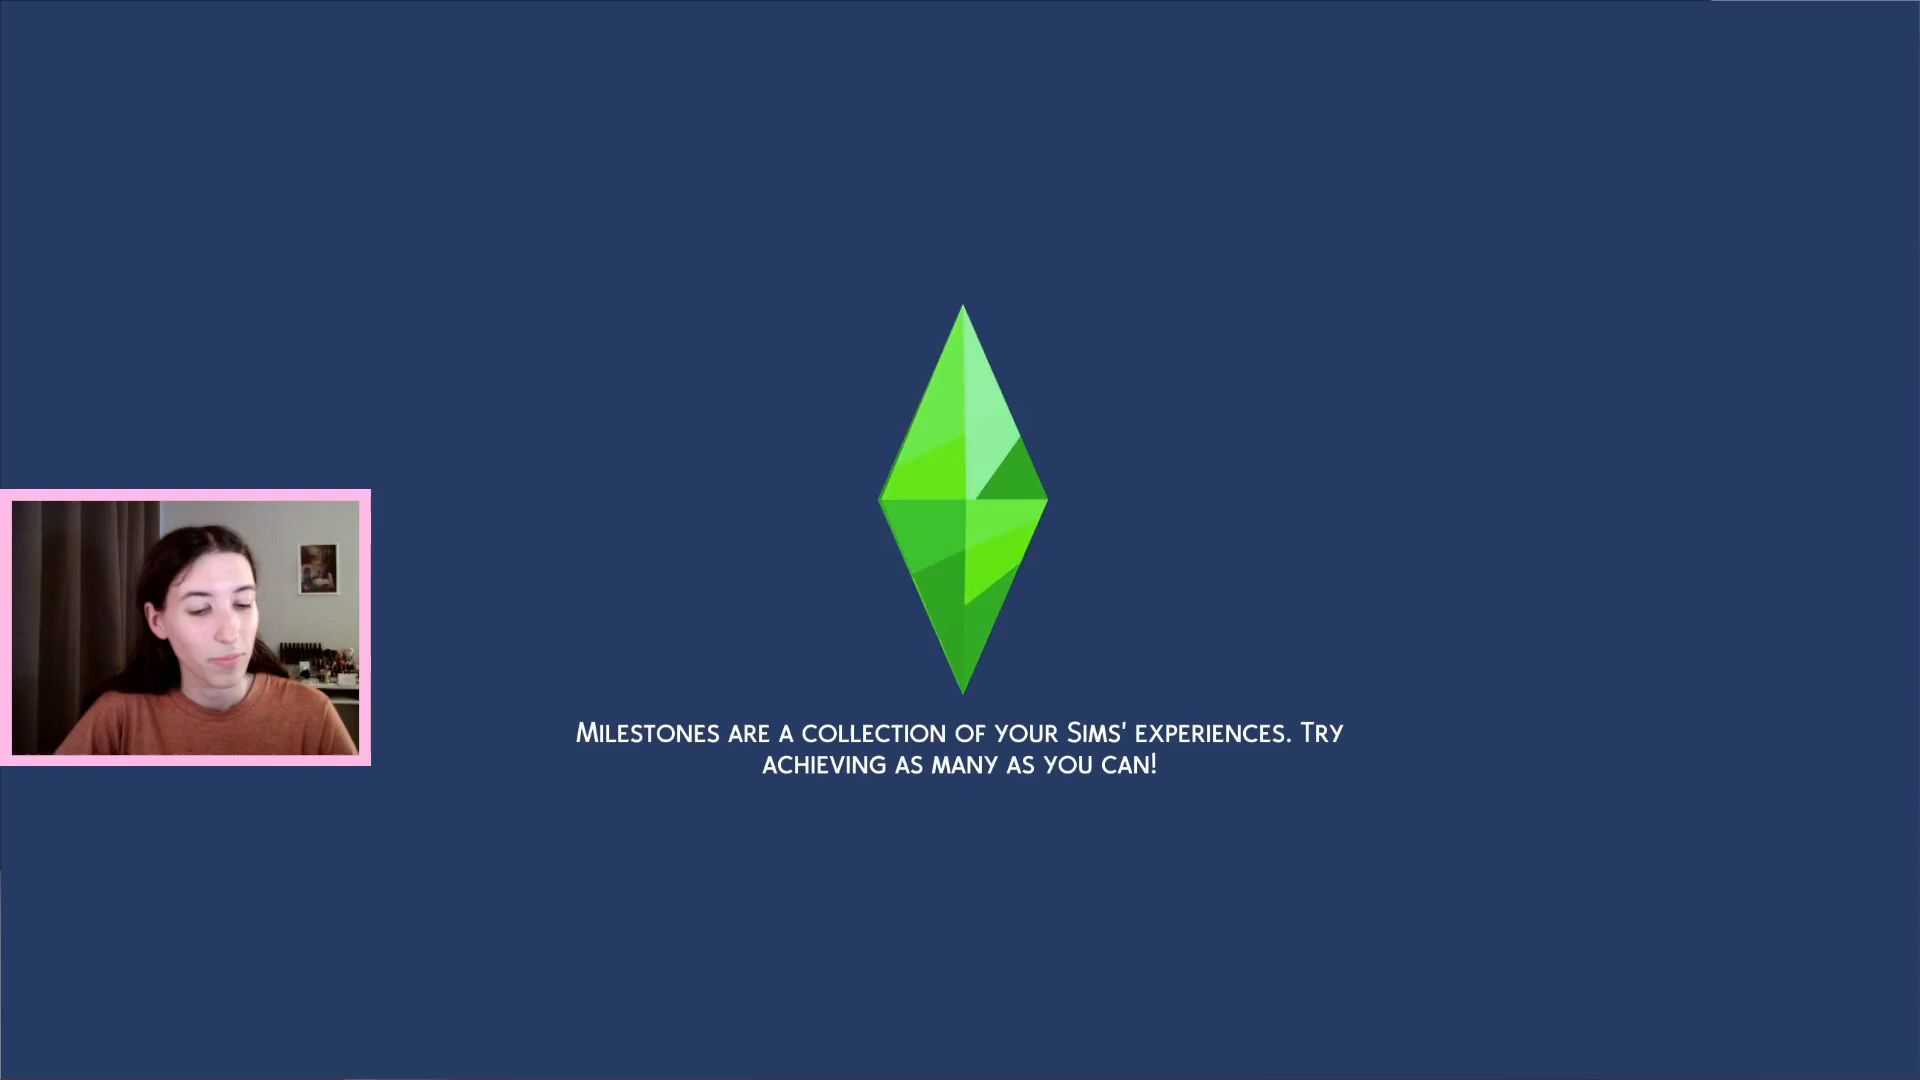 Milestones are a collection of your Sims' experiences. Try
achieving as many as you can!